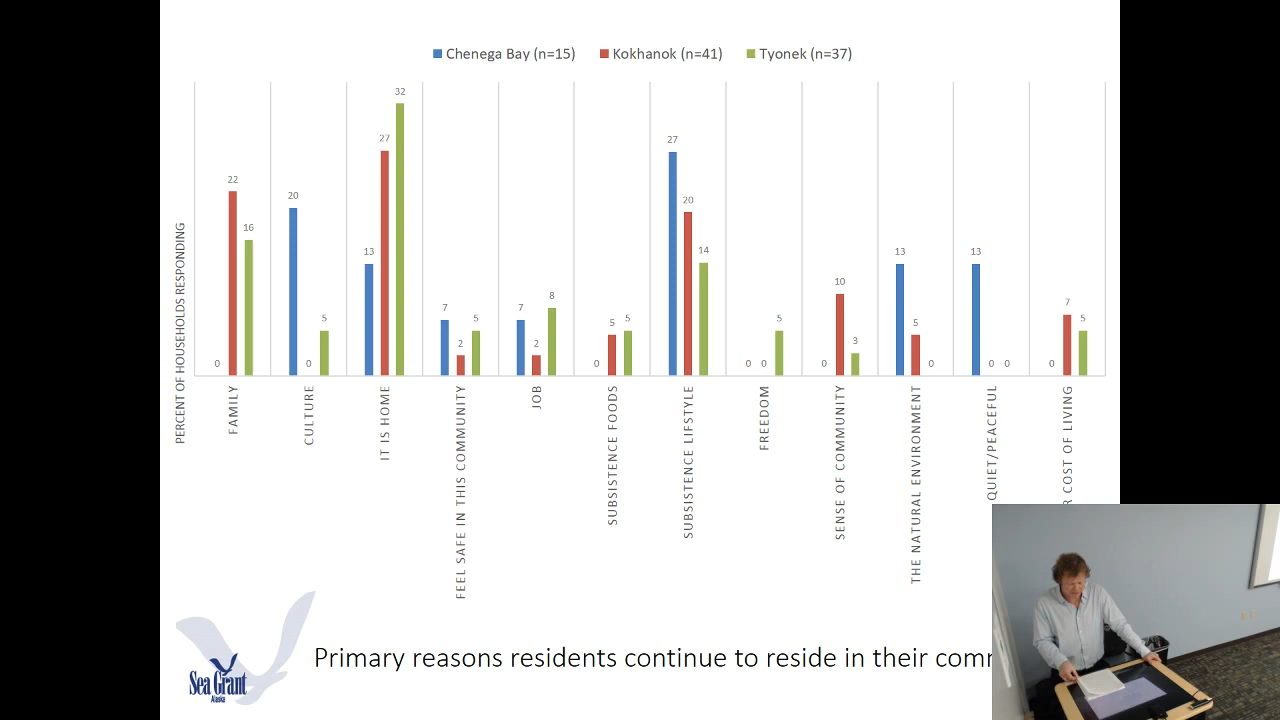 Chenega Bay (n=15) Kokhanok (n=41) Tyonek (n=37)
PERCENT OF HOUSEHOLDS RESPONDING
0 22 16
20 0 5
13 27 32
7 2 5
7 2 8
0 5 5
27 20 14
0 0 5
0 10 3
13 5 0
13 0 0
0 7 5
FAMILY
CULTURE
IT IS HOME
FEEL SAFE IN THIS COMMUNITY
JOB
SUBSISTENCE FOODS
SUBSISTENCE LIFSTYLE
FREEDOM
SENSE OF COMMUNITY
THE NATURAL ENVIRONMENT
QUIET/PEACEFUL
COST OF LIVING
Primary reasons residents continue to reside in their
Sea Grant
Alaska